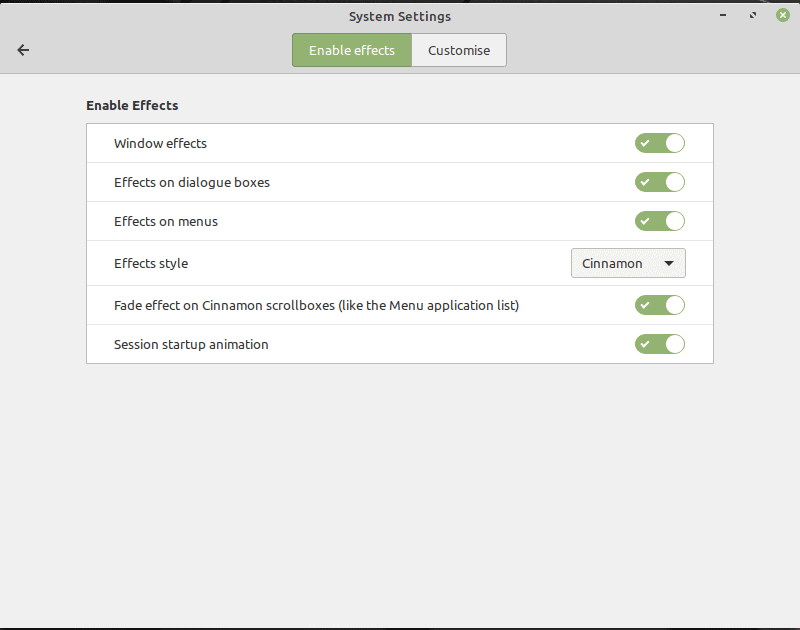 System Settings
Enable effects
Customise
Enable Effects
Window effects
Effects on dialogue boxes
Effects on menus
Effects style
Cinnamon
Fade effect on Cinnamon scrollboxes (like the Menu application list)
Session startup animation